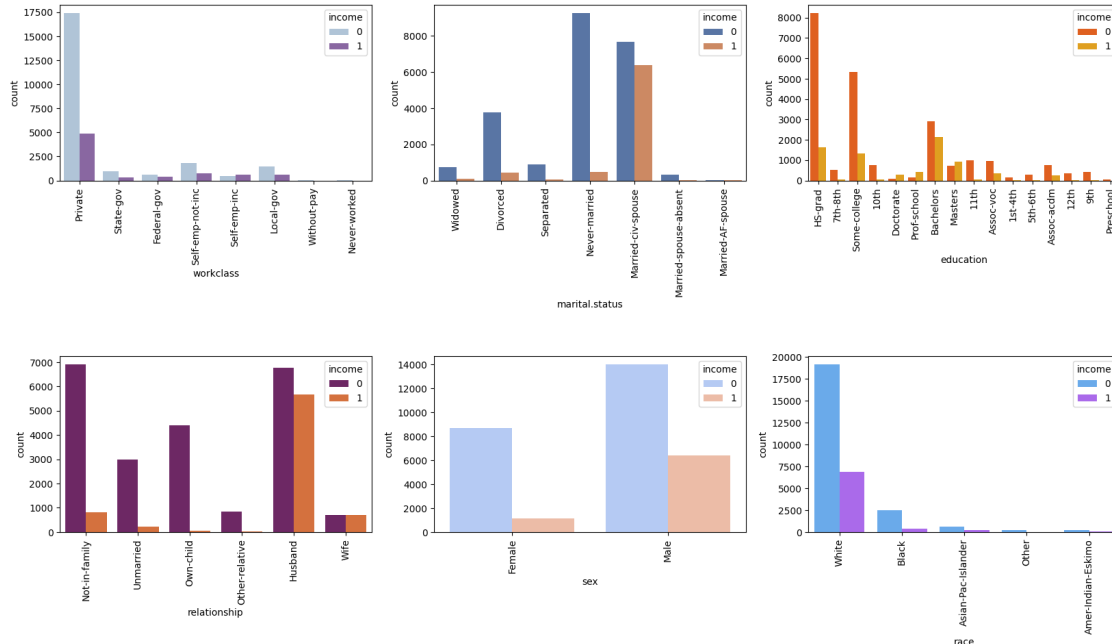 17500
15000
12500
10000
7500
5000
2500
0
count
income
0
1
Private
State-gov
Federal-gov
Self-emp-not-inc
Self-emp-inc
Local-gov
Without-pay
Never-worked
workclass
8000
6000
4000
2000
0
count
income
0
1
Widowed
Divorced
Separated
Never-married
Married-civ-spouse
Married-spouse-absent
Married-AF-spouse
marital.status
8000
7000
6000
5000
4000
3000
2000
1000
0
count
income
0
1
HS-grad
7th-8th
Some-college
10th
Doctorate
Prof-school
Bachelors
Masters
11th
Assoc-voc
1st-4th
5th-6th
Assoc-acdm
12th
9th
Preschool
education
7000
6000
5000
4000
3000
2000
1000
0
count
income
0
1
Not-in-family
Unmarried
Own-child
Other-relative
Husband
Wife
relationship
14000
12000
10000
8000
6000
4000
2000
0
count
income
0
1
Female
Male
sex
20000
17500
15000
12500
10000
7500
5000
2500
0
count
income
0
1
White
Black
Asian-Pac-Islander
Other
Amer-Indian-Eskimo
race